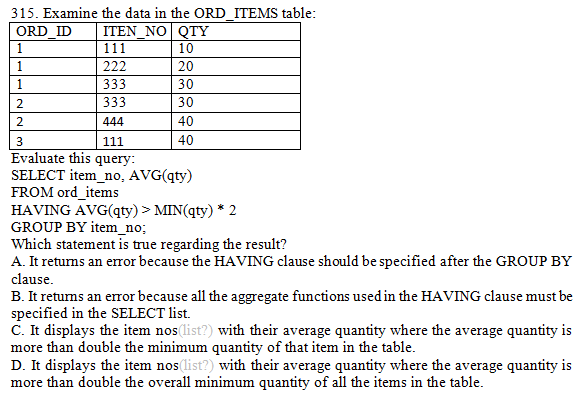 315. Examine the data in the ORD_ITEMS table:
ORD_ID ITEN_NO QTY
1 111 10
1 222 20
1 333 30
2 333 30
2 444 40
3 111 40
Evaluate this query:
SELECT item_no, AVG(qty)
FROM ord_items
HAVING AVG(qty) > MIN(qty) * 2
GROUP BY item_no;
Which statement is true regarding the result?
A. It returns an error because the HAVING clause should be specified after the GROUP BY
clause.
B. It returns an error because all the aggregate functions used in the HAVING clause must be
specified in the SELECT list.
C. It displays the item nos(list?) with their average quantity where the average quantity is
more than double the minimum quantity of that item in the table.
D. It displays the item nos(list?) with their average quantity where the average quantity is
more than double the overall minimum quantity of all the items in the table.